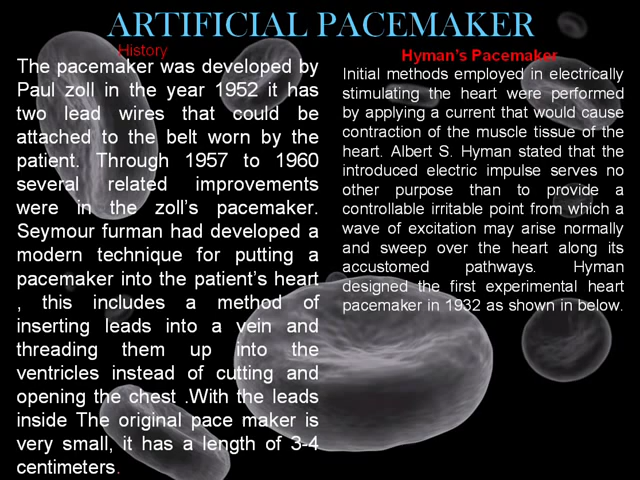 ARTIFICIAL PACEMAKER
History
The pacemaker was developed by
Paul zoll in the year 1952 it has
two lead wires that could be
attached to the belt worn by the
patient. Through 1957 to 1960
several related improvements
were in the zoll's pacemaker.
Seymour furman had developed a
modern technique for putting a
pacemaker into the patient's heart
, this includes a method of
inserting leads into a vein and
threading them up into the
ventricles instead of cutting and
opening the chest .With the leads
inside The original pace maker is
very small, it has a length of 3-4
centimeters.
Hyman's Pacemaker
Initial methods employed in electrically
stimulating the heart were performed
by applying a current that would cause
contraction of the muscle tissue of the
heart. Albert S. Hyman stated that the
introduced electric impulse serves no
other purpose than to provide a
controllable irritable point from which a
wave of excitation may arise normally
and sweep over the heart along its
accustomed pathways. Hyman
designed the first experimental heart
pacemaker in 1932 as shown in below.